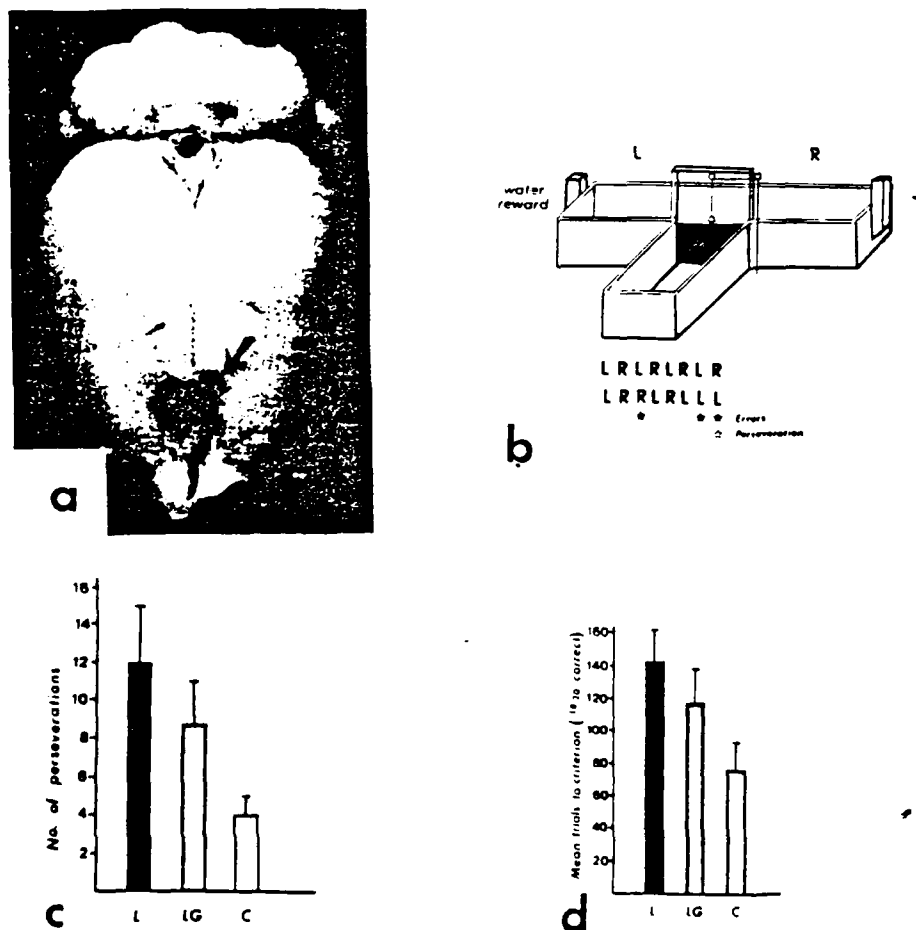 a
L R
water
reward
L R L R L R L R
L R R L R L L L
* * * Errors
☆ Perseveration
b
No. of perseverations
16
14
12
10
8
6
4
2
L LG C
c
Mean trials to criterion ( correct)
160
140
120
100
80
60
40
20
L LG C
d